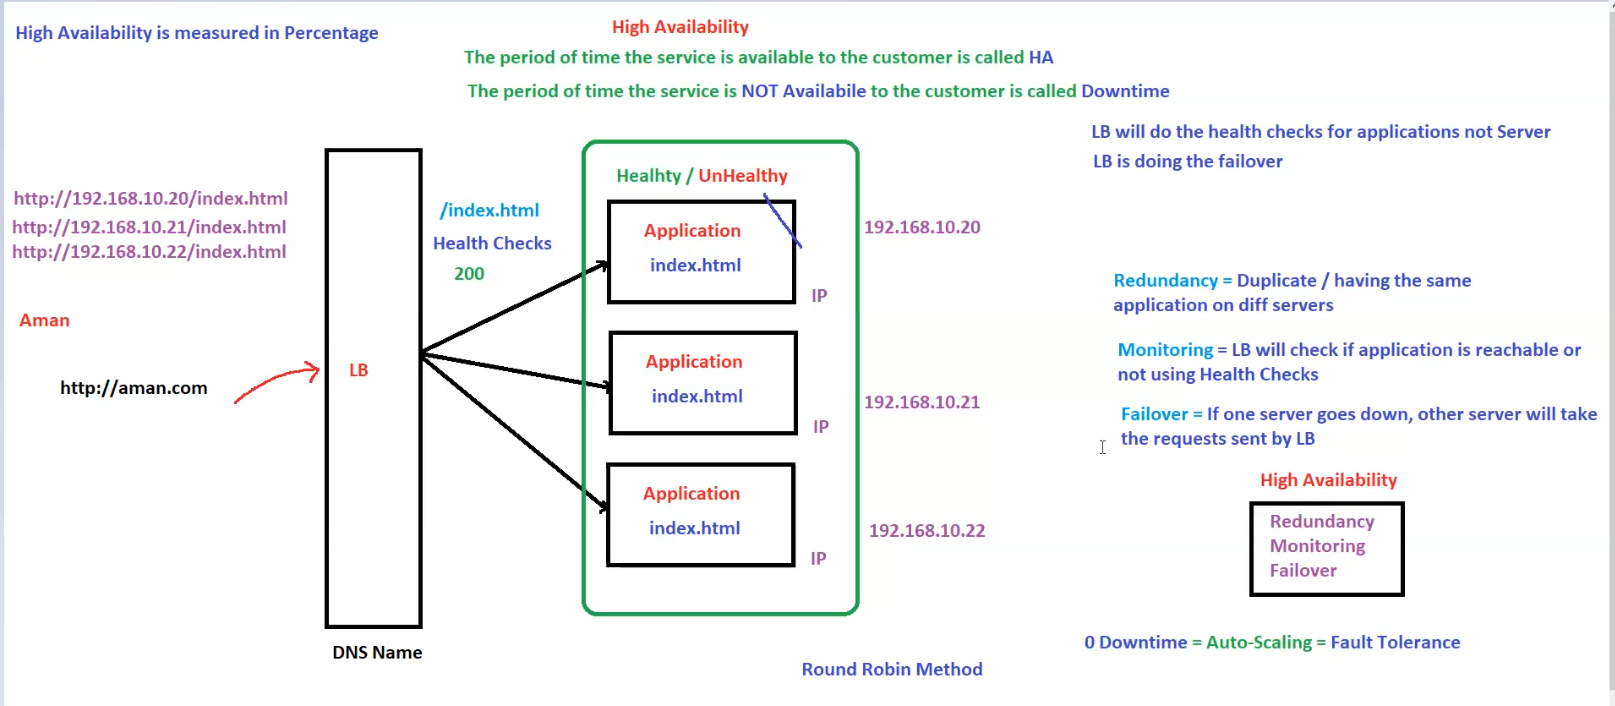 High Availability is measured in Percentage
High Availability
The period of time the service is available to the customer is called HA
The period of time the service is NOT Availabile to the customer is called Downtime
LB will do the health checks for applications not Server
LB is doing the failover
http://192.168.10.20/index.html
http://192.168.10.21/index.html
http://192.168.10.22/index.html
Aman
http://aman.com
LB
DNS Name
/index.html
Health Checks
200
Healhty / UnHealthy
Application
index.html
IP
192.168.10.20
Application
index.html
IP
192.168.10.21
Application
index.html
IP
192.168.10.22
Round Robin Method
Redundancy = Duplicate / having the same
application on diff servers
Monitoring = LB will check if application is reachable or
not using Health Checks
Failover = If one server goes down, other server will take
the requests sent by LB
High Availability
Redundancy
Monitoring
Failover
0 Downtime = Auto-Scaling = Fault Tolerance